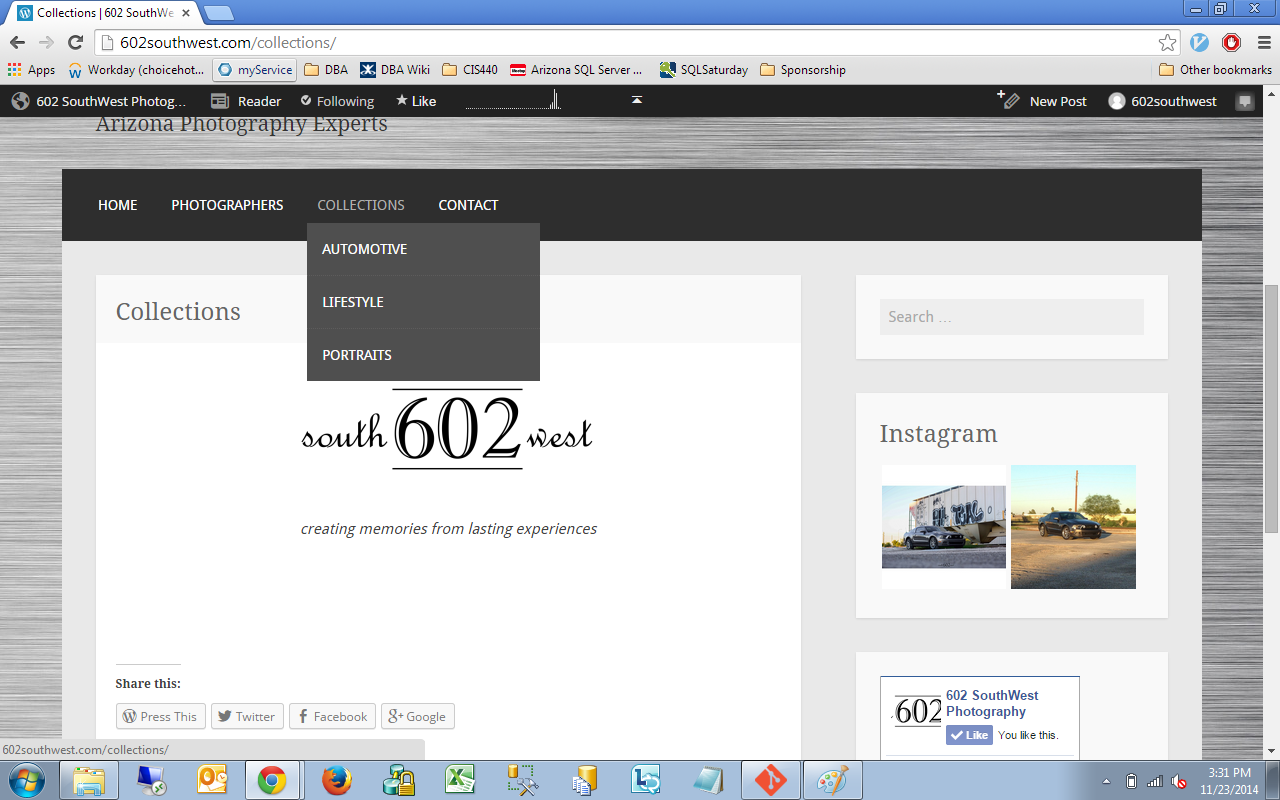 Collections | 602 SouthWe
602southwest.com/collections/
Apps Workday (choicehot... myService DBA DBA Wiki CIS440 Arizona SQL Server ... SQLSaturday Sponsorship Other bookmarks
602 SouthWest Photog... Reader Following Like New Post 602southwest
Arizona Photography Experts
HOME PHOTOGRAPHERS COLLECTIONS CONTACT
AUTOMOTIVE
LIFESTYLE
PORTRAITS
Collections
Search ...
south 602 west
creating memories from lasting experiences
Instagram
Share this:
Press This Twitter Facebook Google
602 602 SouthWest
Photography
Like You like this.
602southwest.com/collections/
3:31 PM
11/23/2014